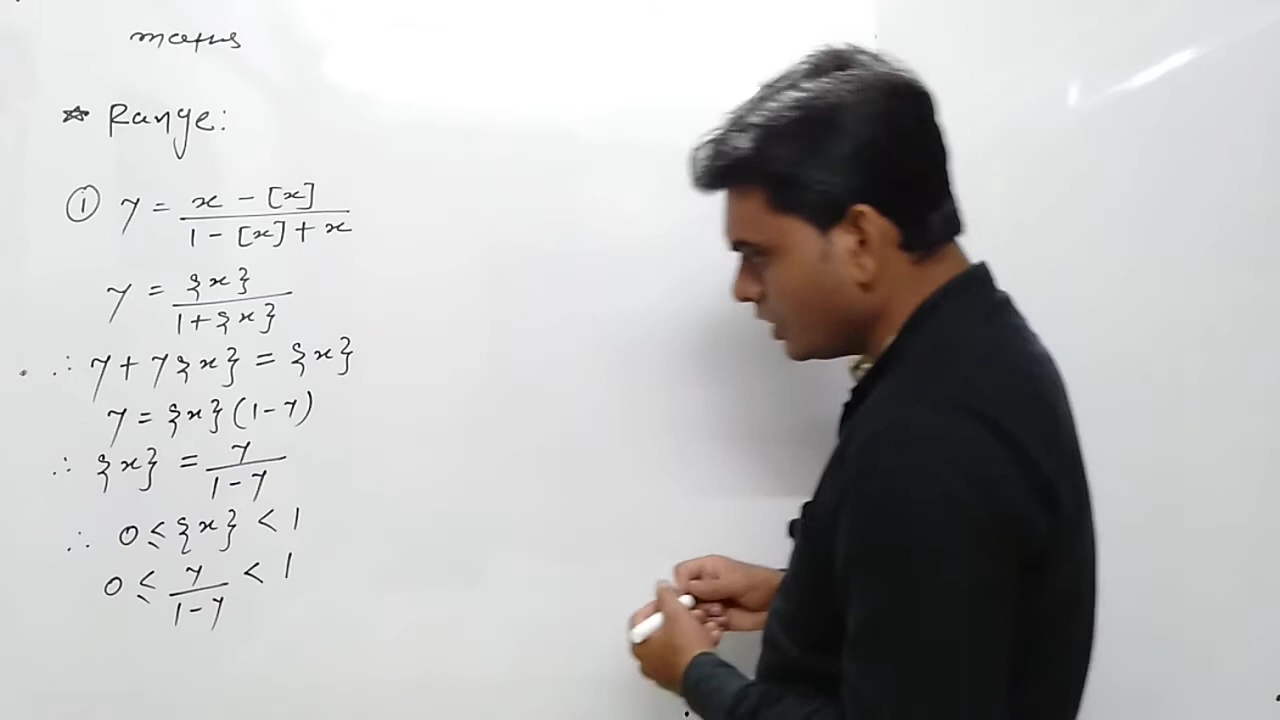 maths
☆ Range:
① y = x - [x] / 1 - [x] + x
y = {x} / 1 + {x}
∴ y + y{x} = {x}
y = {x}(1 - y)
∴ {x} = y / 1 - y
∴ 0 ≤ {x} < 1
0 ≤ y / 1 - y < 1